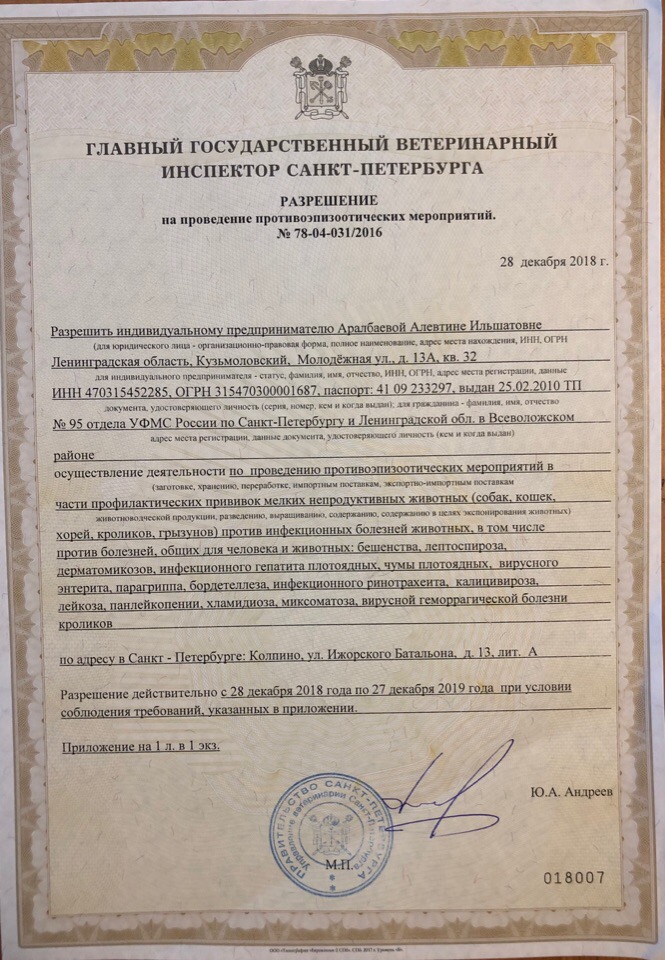 ГЛАВНЫЙ ГОСУДАРСТВЕННЫЙ ВЕТЕРИНАРНЫЙ
ИНСПЕКТОР САНКТ-ПЕТЕРБУРГА
РАЗРЕШЕНИЕ
на проведение противоэпизоотических мероприятий.
№ 78-04-031/2016
28 декабря 2018 г.
Разрешить индивидуальному предпринимателю Аралбаевой Алевтине Ильшатовне
(для юридического лица - организационно-правовая форма, полное наименование, адрес места нахождения, ИНН, ОГРН
Ленинградская область, Кузьмоловский, Молодёжная ул., д. 13А, кв. 32
для индивидуального предпринимателя - статус, фамилия, имя, отчество, ИНН, ОГРН, адрес места регистрации, данные
ИНН 470315452285, ОГРН 315470300001687, паспорт: 41 09 233297, выдан 25.02.2010 ТП
документа, удостоверяющего личность (серия, номер; кем и когда выдан); для гражданина - фамилия, имя, отчество
№ 95 отдела УФМС России по Санкт-Петербургу и Ленинградской обл. в Всеволожском
адрес места регистрации, данные документа, удостоверяющего личность (кем и когда выдан)
районе
осуществление деятельности по проведению противоэпизоотических мероприятий в
(заготовке, хранению, переработке, импортным поставкам, экспортно-импортным поставкам
части профилактических прививок мелких непродуктивных животных (собак, кошек,
животноводческой продукции, разведению, выращиванию, содержанию, содержанию в целях экспонирования животных)
хорей, кроликов, грызунов) против инфекционных болезней животных, в том числе
против болезней, общих для человека и животных: бешенства, лептоспироза,
дерматомикозов, инфекционного гепатита плотоядных, чумы плотоядных, вирусного
энтерита, парагриппа, бордетеллеза, инфекционного ринотрахеита, калицивироза,
лейкоза, панлейкопении, хламидиоза, миксоматоза, вирусной геморрагической болезни
кроликов
по адресу в Санкт - Петербурге: Колпино, ул. Ижорского Батальона, д. 13, лит. А
Разрешение действительно с 28 декабря 2018 года по 27 декабря 2019 года при условии
соблюдения требований, указанных в приложении.
Приложение на 1 л. в 1 экз.
Ю.А. Андреев
ПРАВИТЕЛЬСТВО САНКТ-ПЕТЕРБУРГА
Управление ветеринарии Санкт-Петербурга
М.П.
018007